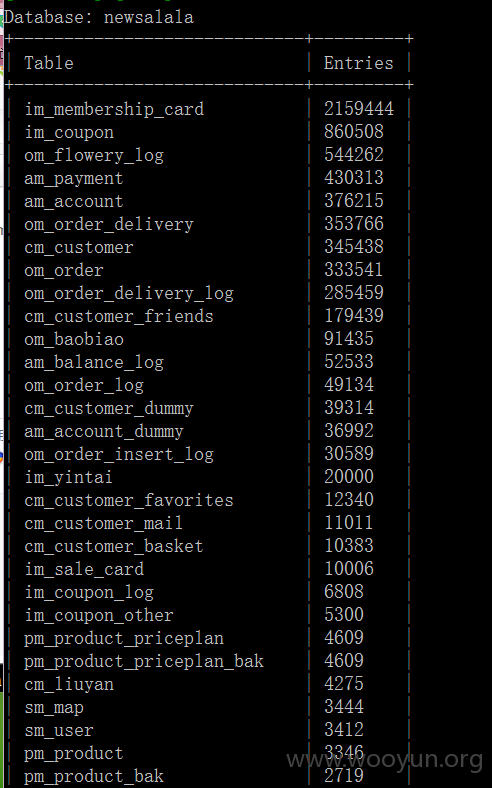 Database: newsalala
Table Entries
im_membership_card 2159444
im_coupon 860508
om_flowery_log 544262
am_payment 430313
am_account 376215
om_order_delivery 353766
cm_customer 345438
om_order 333541
om_order_delivery_log 285459
cm_customer_friends 179439
om_baobiao 91435
am_balance_log 52533
om_order_log 49134
cm_customer_dummy 39314
am_account_dummy 36992
om_order_insert_log 30589
im_yintai 20000
cm_customer_favorites 12340
cm_customer_mail 11011
cm_customer_basket 10383
im_sale_card 10006
im_coupon_log 6808
im_coupon_other 5300
pm_product_priceplan 4609
pm_product_priceplan_bak 4609
cm_liuyan 4275
sm_map 3444
sm_user 3412
pm_product 3346
pm_product_bak 2719
www.wooyun.org